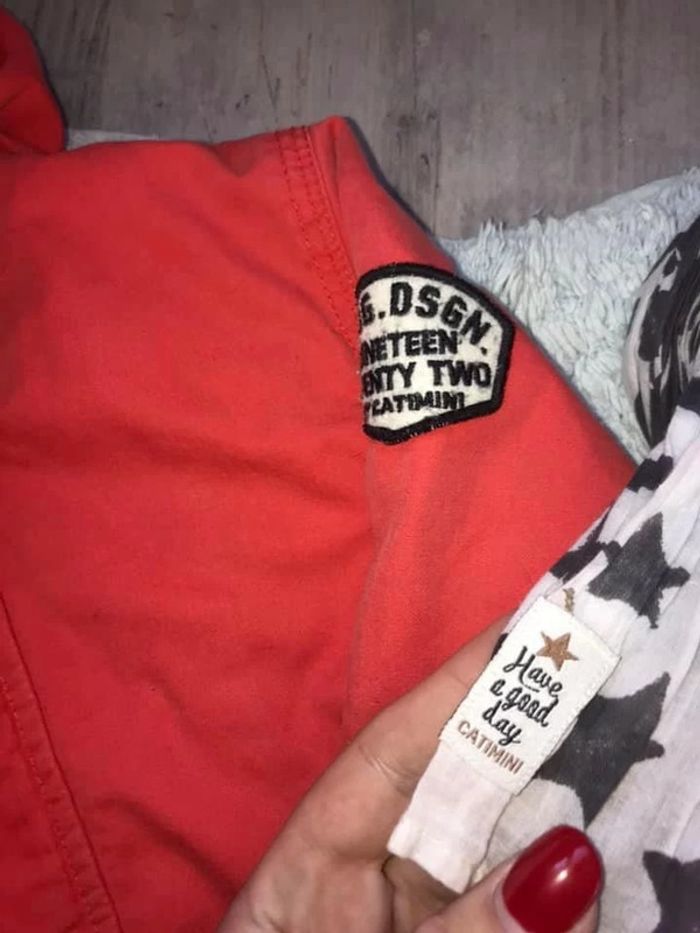 G.DSGN.
NETEEN
ENTY TWO
Y CATIMINI
Have
a good
day
CATIMINI